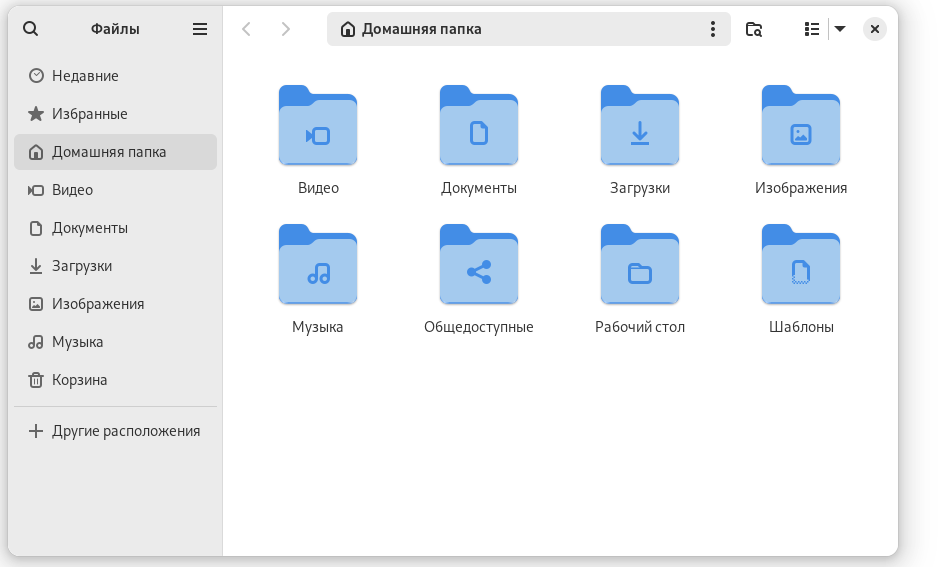 Файлы
Домашняя папка
Недавние
Избранные
Домашняя папка
Видео
Документы
Загрузки
Изображения
Музыка
Корзина
Другие расположения
Видео
Документы
Загрузки
Изображения
Музыка
Общедоступные
Рабочий стол
Шаблоны